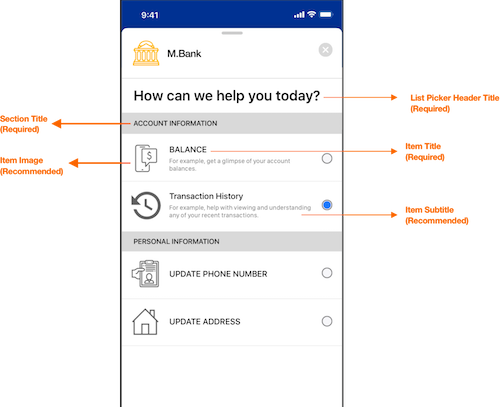 9:41
M.Bank
How can we help you today?
List Picker Header Title
(Required)
Section Title
(Required)
ACCOUNT INFORMATION
Item Image
(Recommended)
BALANCE
For example, get a glimpse of your account
balances.
Item Title
(Required)
Transaction History
For example, help with viewing and understanding
any of your recent transactions.
Item Subtitle
(Recommended)
PERSONAL INFORMATION
UPDATE PHONE NUMBER
UPDATE ADDRESS